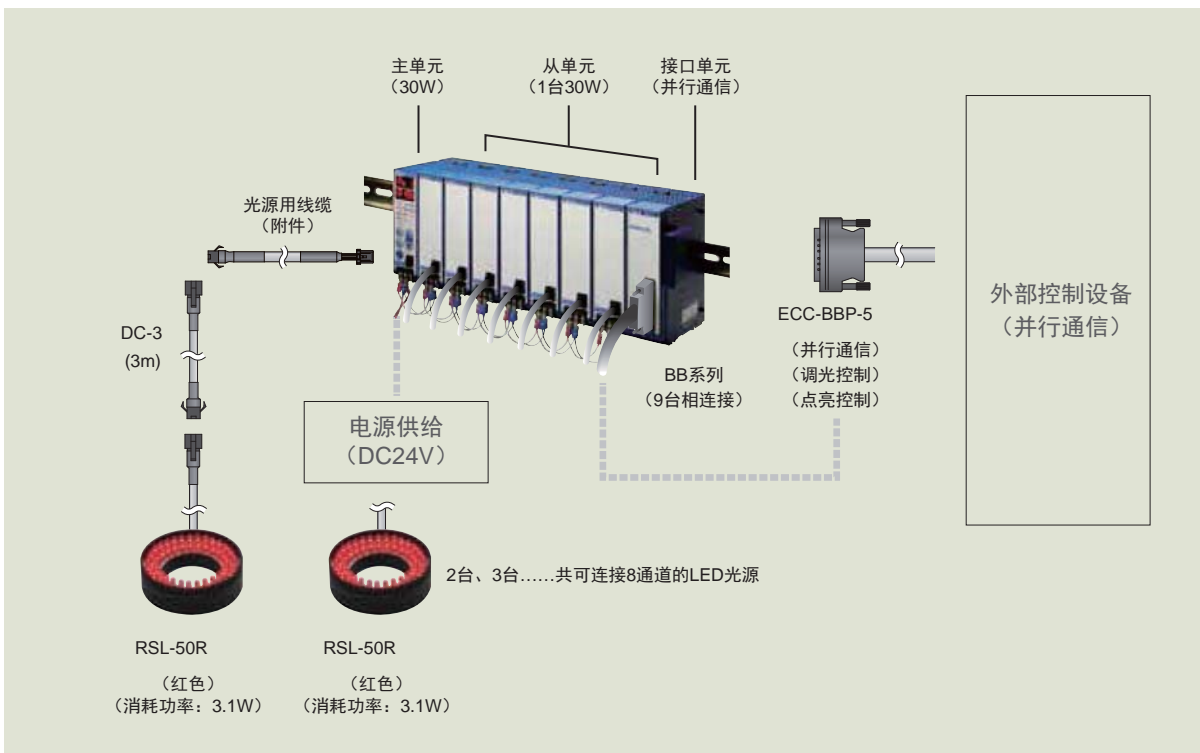 主单元
（30W）
从单元
（1台30W）
接口单元
（并行通信）
光源用线缆
（附件）
DC-3
(3m)
电源供给
（DC24V）
BB系列
（9台相连接）
ECC-BBP-5
（并行通信）
（调光控制）
（点亮控制）
外部控制设备
（并行通信）
2台、3台……共可连接8通道的LED光源
RSL-50R
（红色）
（消耗功率：3.1W）
RSL-50R
（红色）
（消耗功率：3.1W）